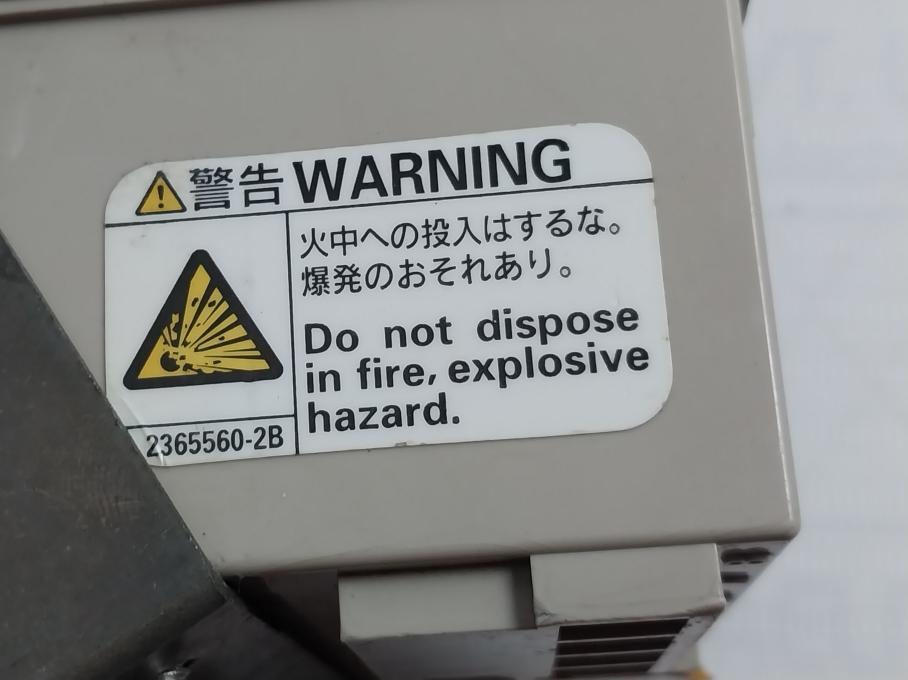 警告 WARNING
火中への投入はするな。
爆発のおそれあり。
Do not dispose
in fire, explosive
hazard.
2365560-2B